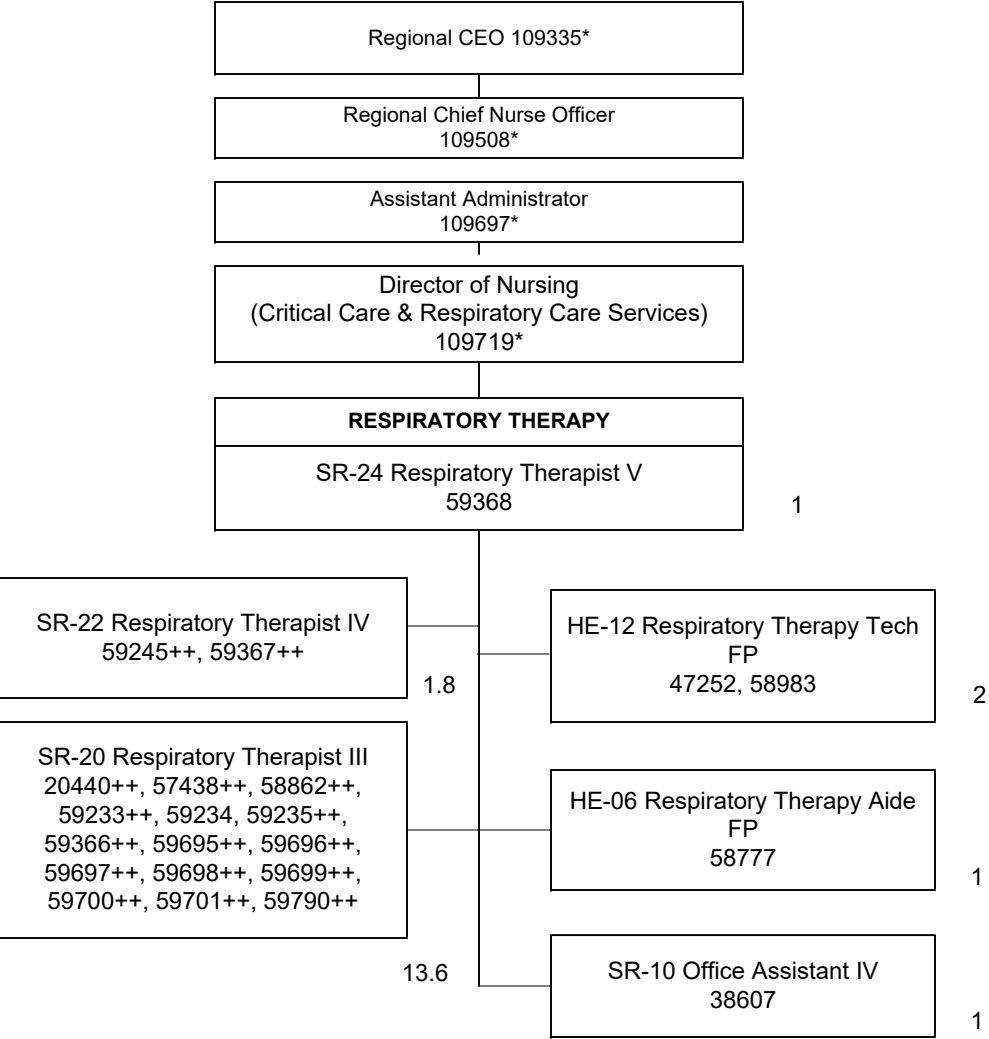 Regional CEO 109335*
Regional Chief Nurse Officer
109508*
Assistant Administrator
109697*
Director of Nursing
(Critical Care & Respiratory Care Services)
109719*
RESPIRATORY THERAPY
SR-24 Respiratory Therapist V
59368
1
SR-22 Respiratory Therapist IV
59245++, 59367++
1.8
HE-12 Respiratory Therapy Tech
FP
47252, 58983
2
SR-20 Respiratory Therapist III
20440++, 57438++, 58862++,
59233++, 59234, 59235++,
59366++, 59695++, 59696++,
59697++, 59698++, 59699++,
59700++, 59701++, 59790++
13.6
HE-06 Respiratory Therapy Aide
FP
58777
1
SR-10 Office Assistant IV
38607
1